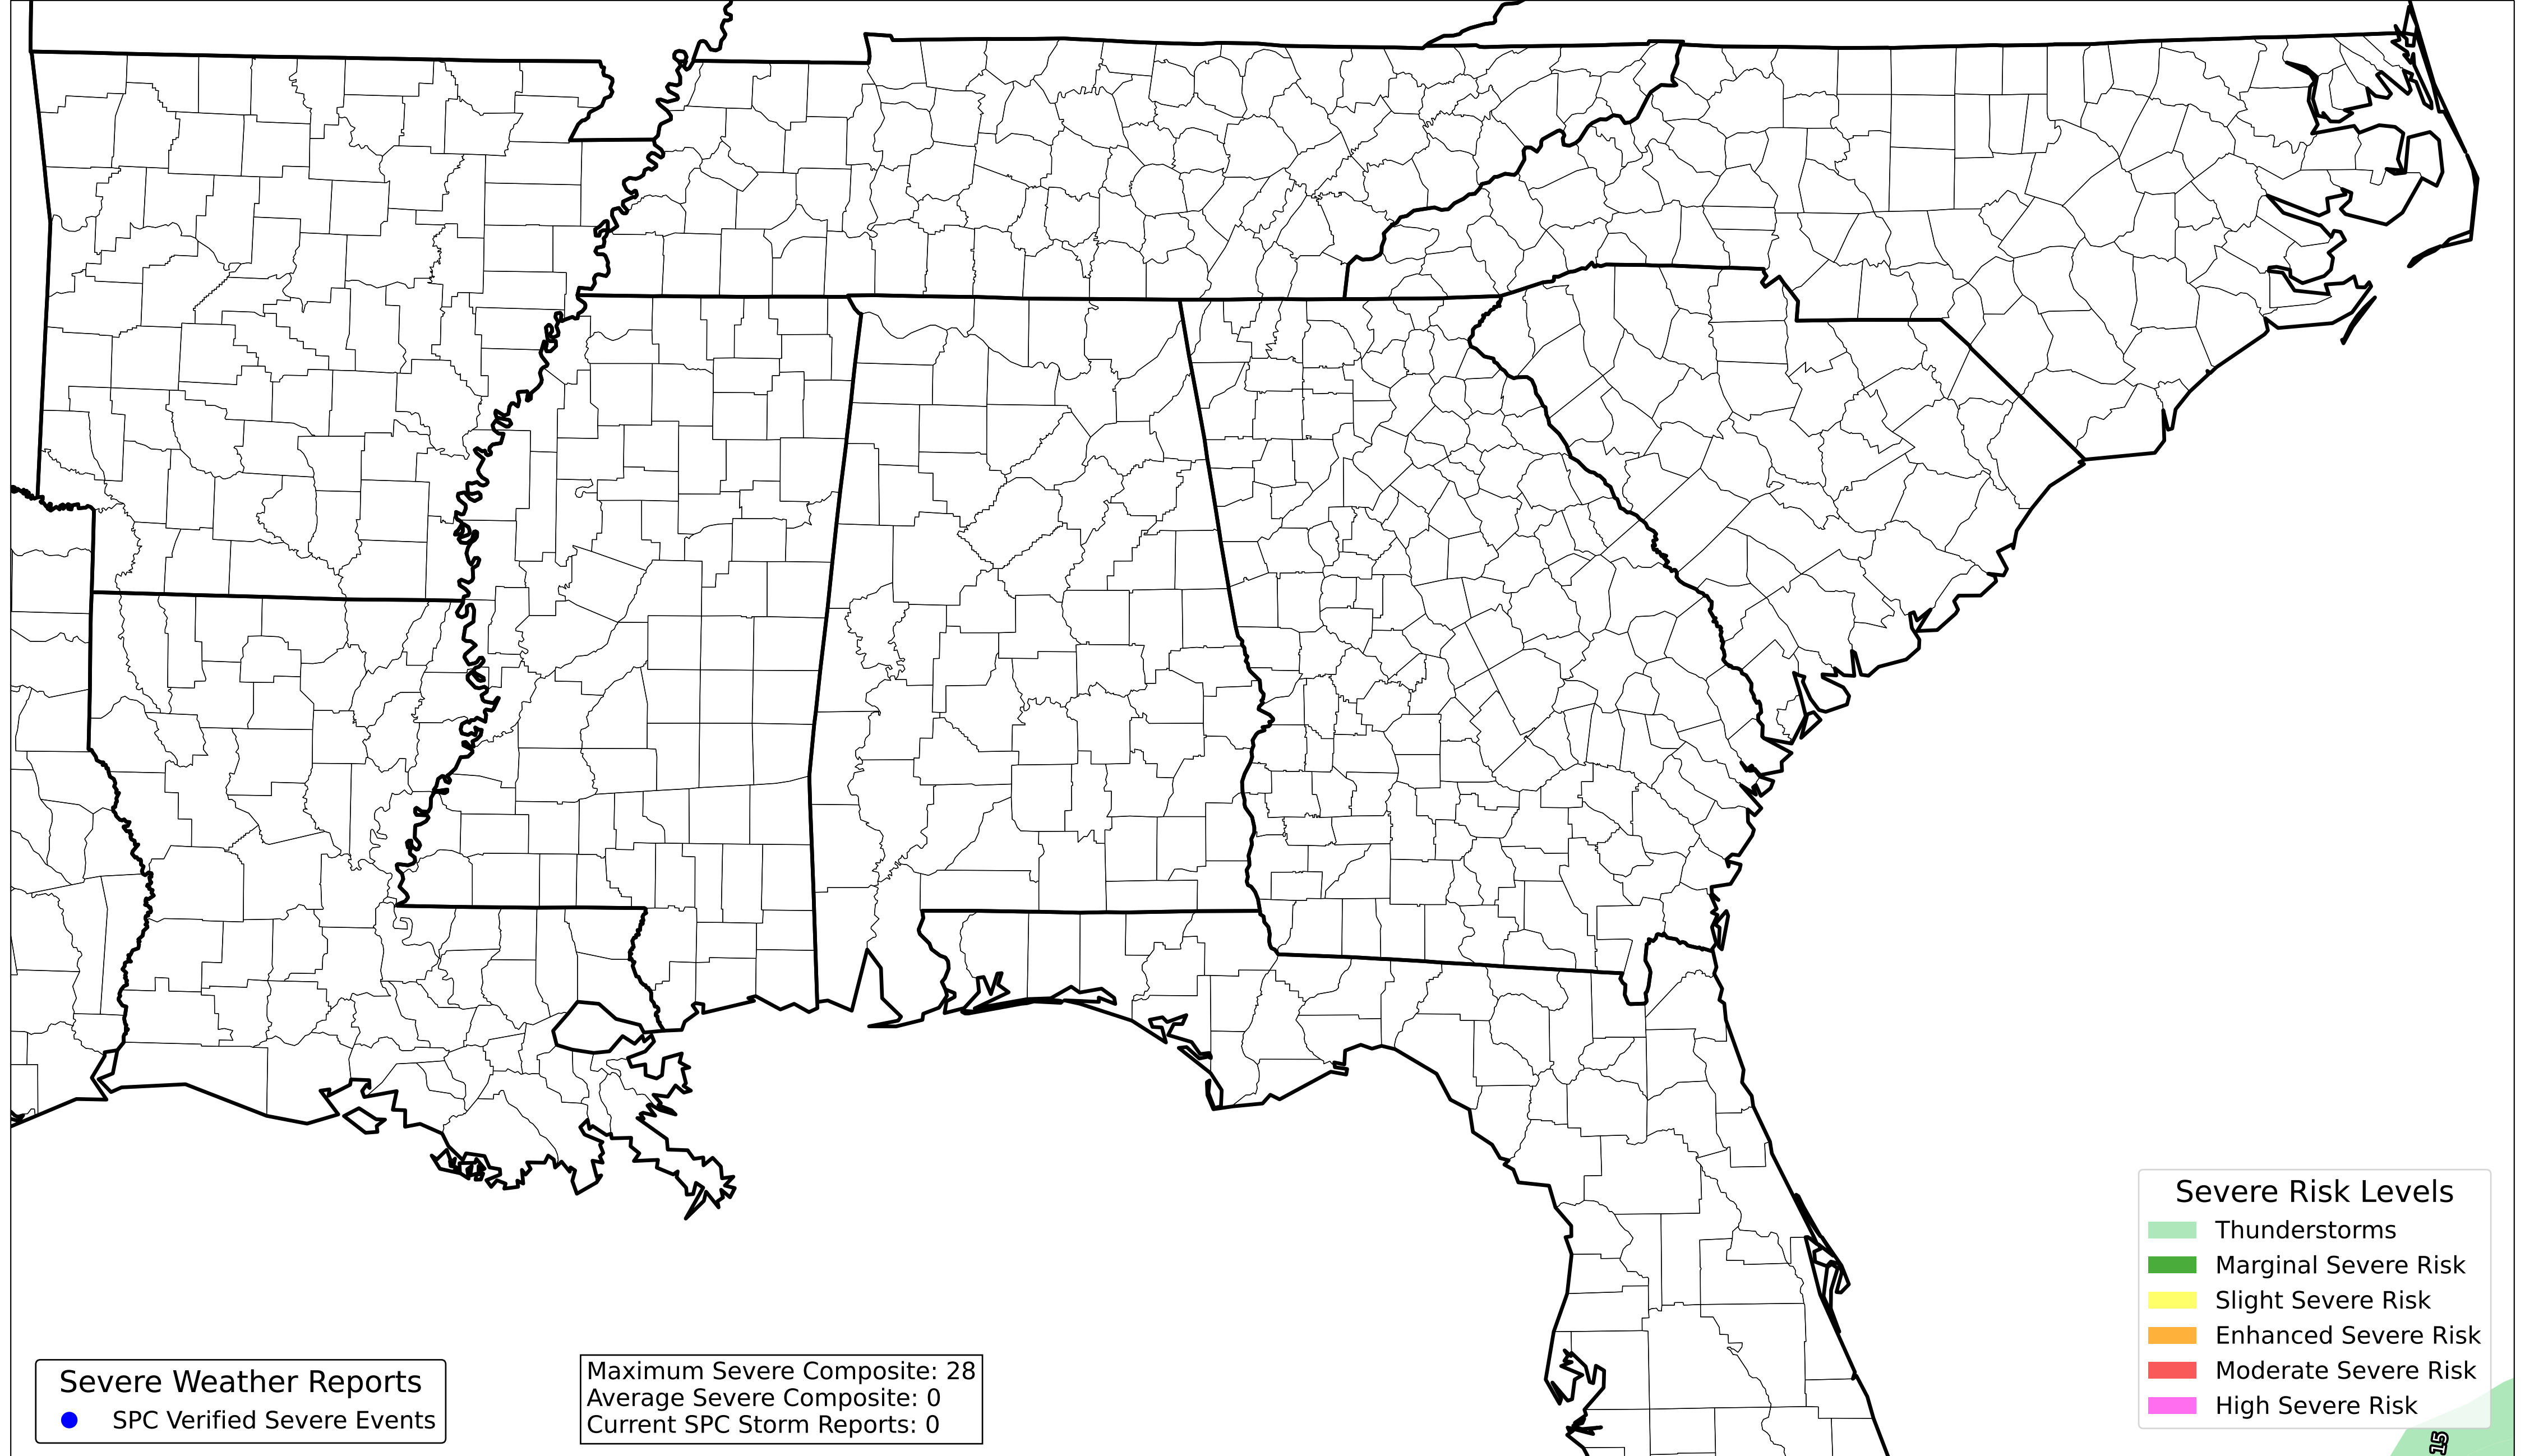 Severe Risk Levels
Thunderstorms
Marginal Severe Risk
Slight Severe Risk
Enhanced Severe Risk
Moderate Severe Risk
High Severe Risk
Severe Weather Reports
SPC Verified Severe Events
Maximum Severe Composite: 28
Average Severe Composite: 0
Current SPC Storm Reports: 0
15